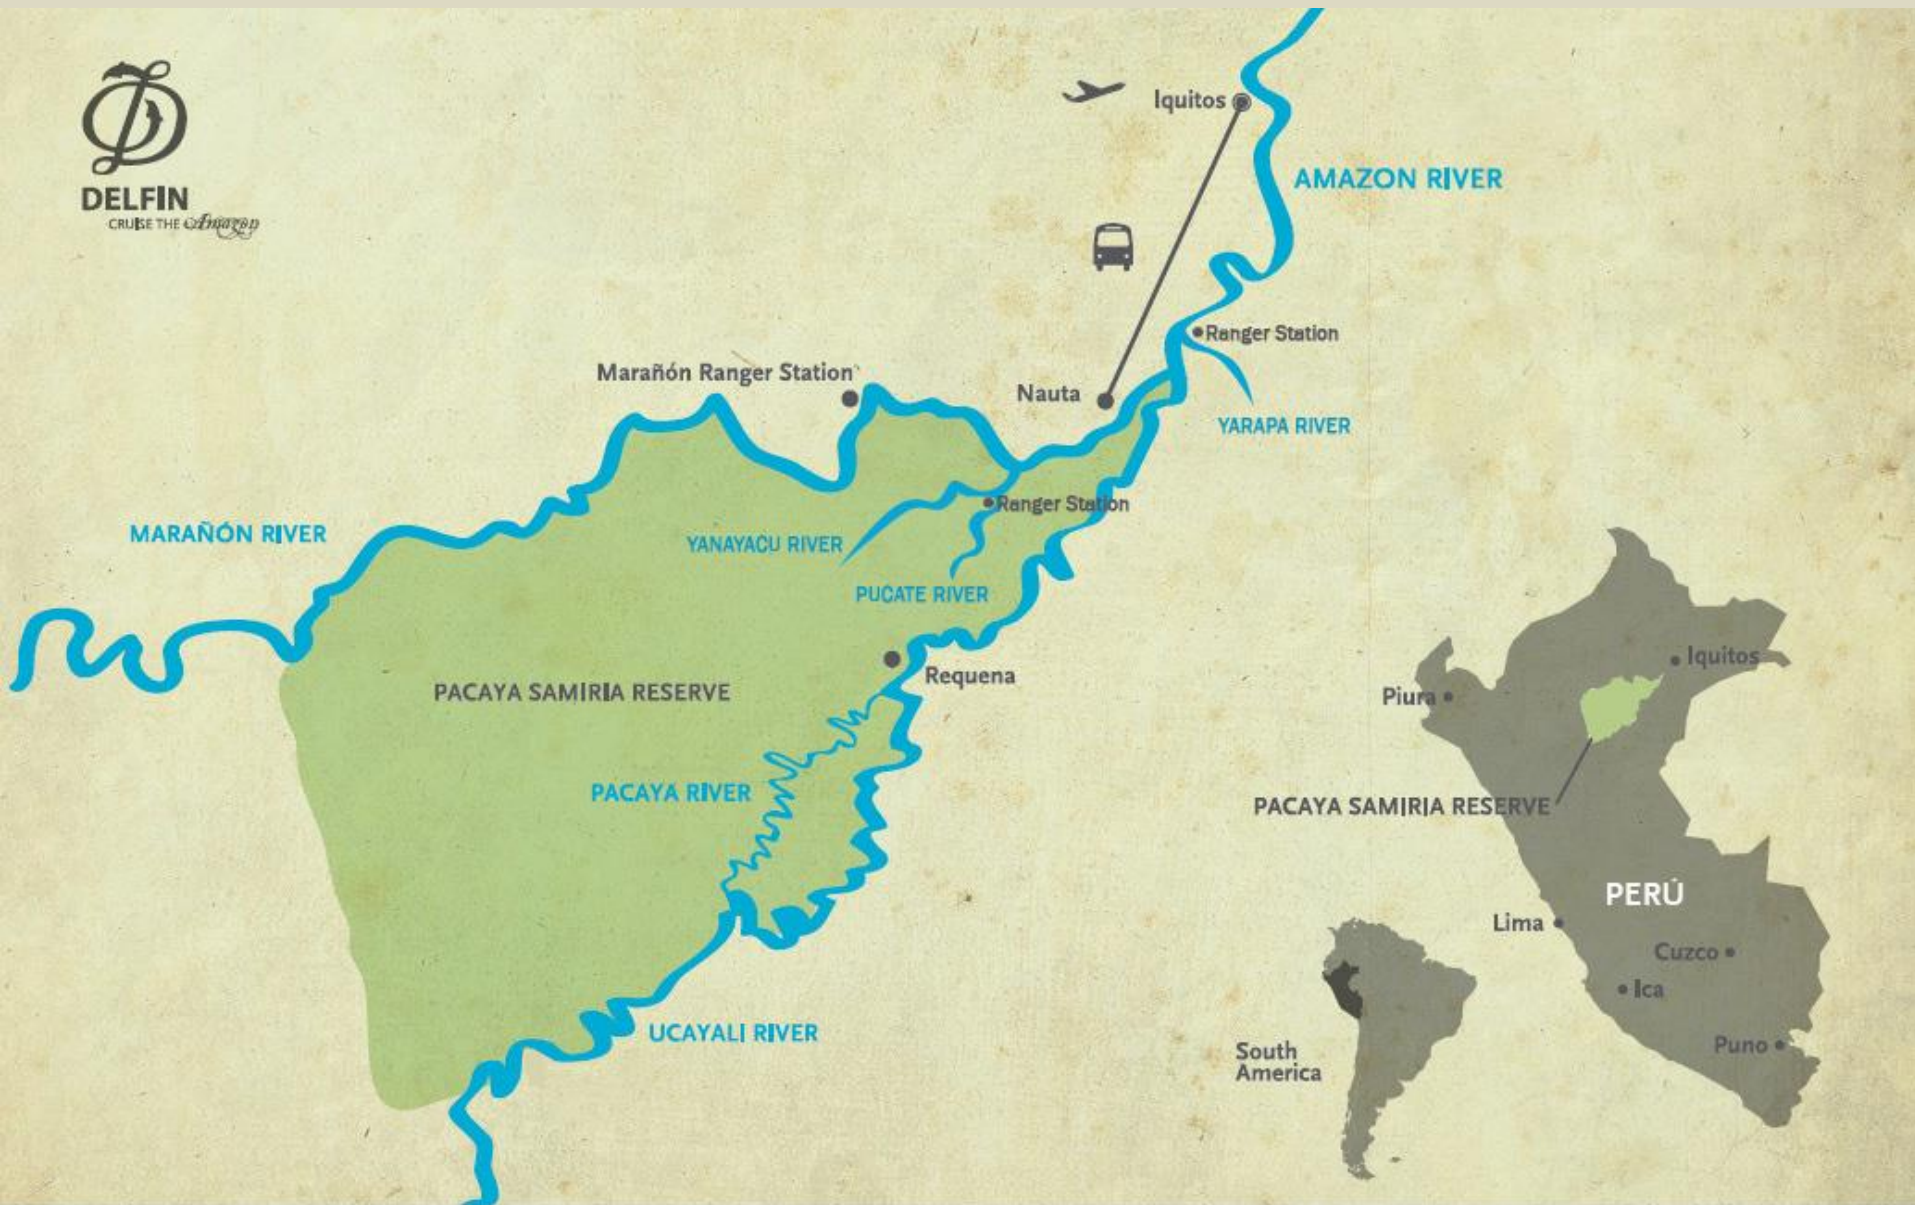 DELFIN
CRUISE THE Amazon
Iquitos
AMAZON RIVER
Ranger Station
Marañón Ranger Station
Nauta
YARAPA RIVER
Ranger Station
MARAÑÓN RIVER
YANAYACU RIVER
PUCATE RIVER
PACAYA SAMIRIA RESERVE
Requena
PACAYA RIVER
UCAYALI RIVER
Iquitos
Piura
PACAYA SAMIRIA RESERVE
PERÚ
Lima
Cuzco
Ica
Puno
South
America